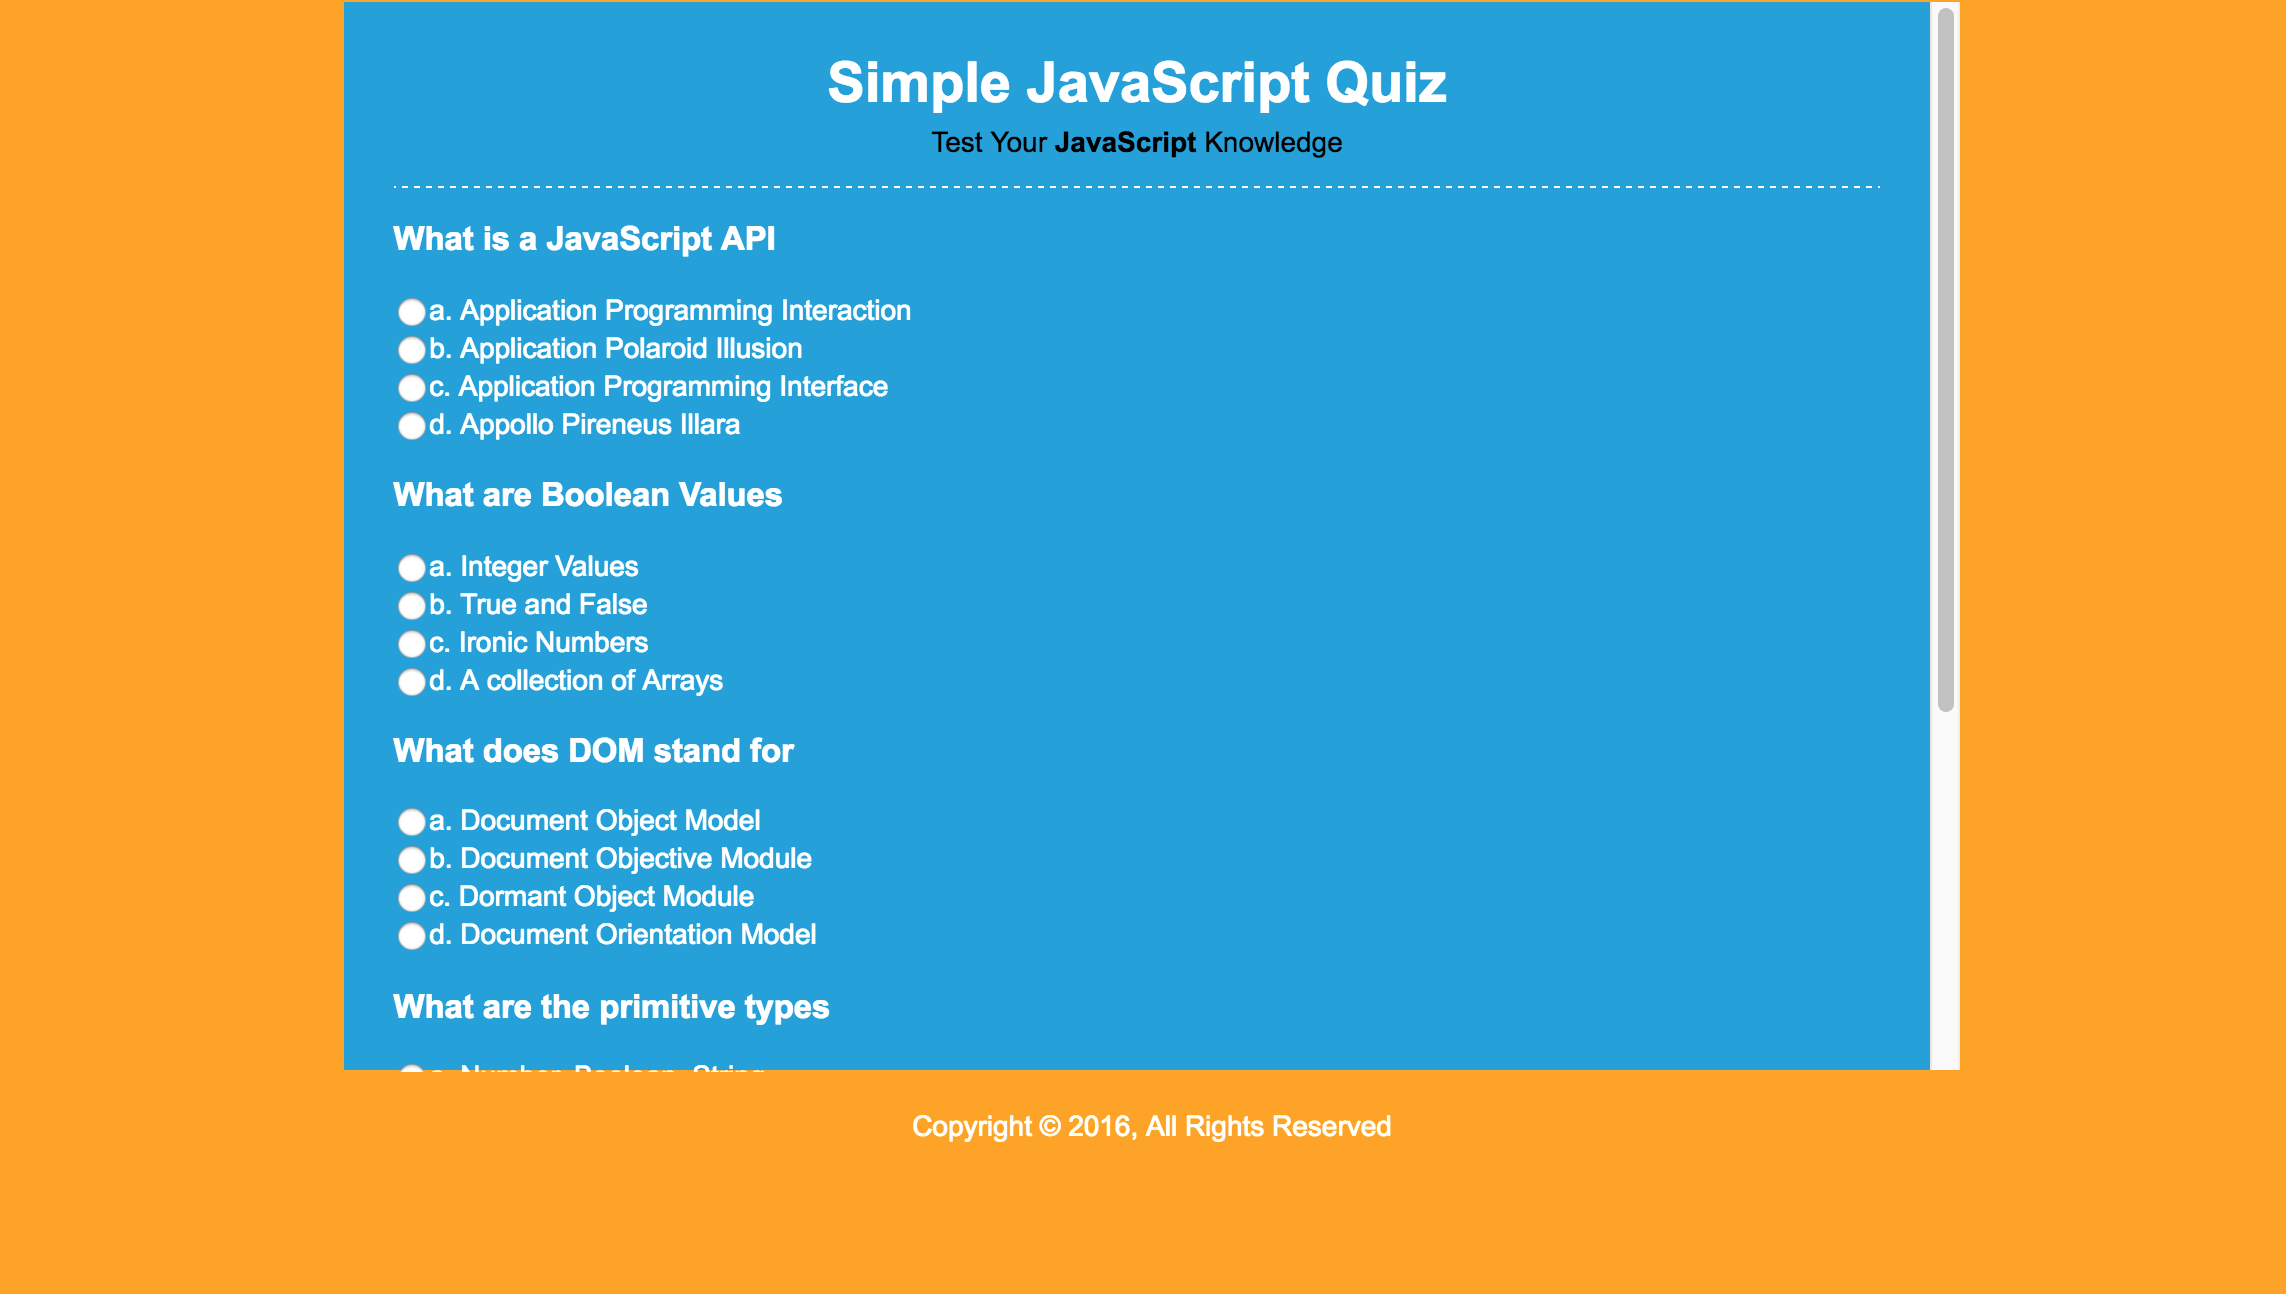 Simple JavaScript Quiz
Test Your JavaScript Knowledge
What is a JavaScript API
a. Application Programming Interaction
b. Application Polaroid Illusion
c. Application Programming Interface
d. Appollo Pireneus Illara
What are Boolean Values
a. Integer Values
b. True and False
c. Ironic Numbers
d. A collection of Arrays
What does DOM stand for
a. Document Object Model
b. Document Objective Module
c. Dormant Object Module
d. Document Orientation Model
What are the primitive types
a. Number, Boolean, String
Copyright © 2016, All Rights Reserved